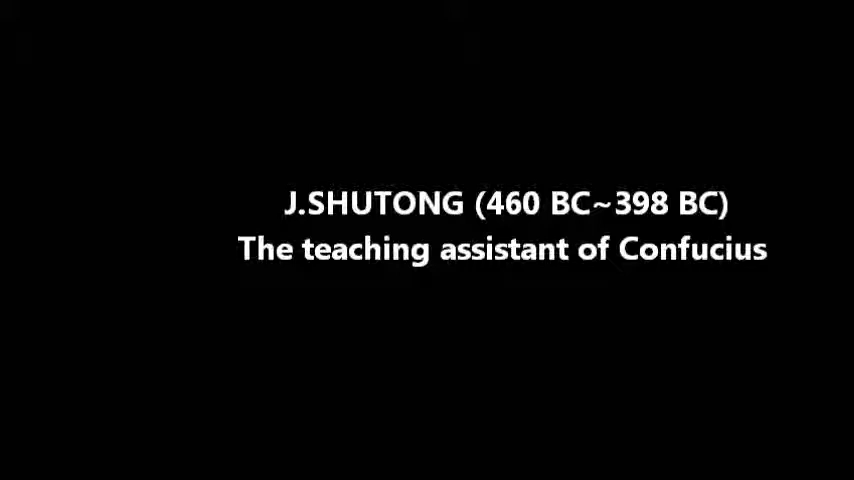 J.SHUTONG (460 BC~398 BC)
The teaching assistant of Confucius